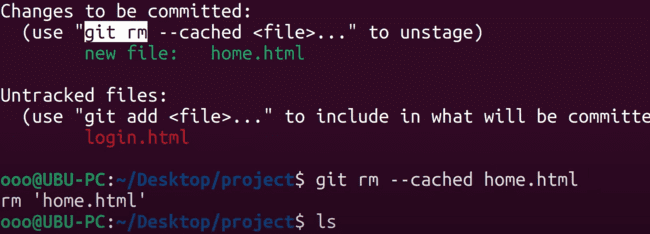 Changes to be committed:
(use "git rm --cached <file>..." to unstage)
new file:   home.html
Untracked files:
(use "git add <file>..." to include in what will be committe
login.html
ooo@UBU-PC:~/Desktop/project$ git rm --cached home.html
rm 'home.html'
ooo@UBU-PC:~/Desktop/project$ ls